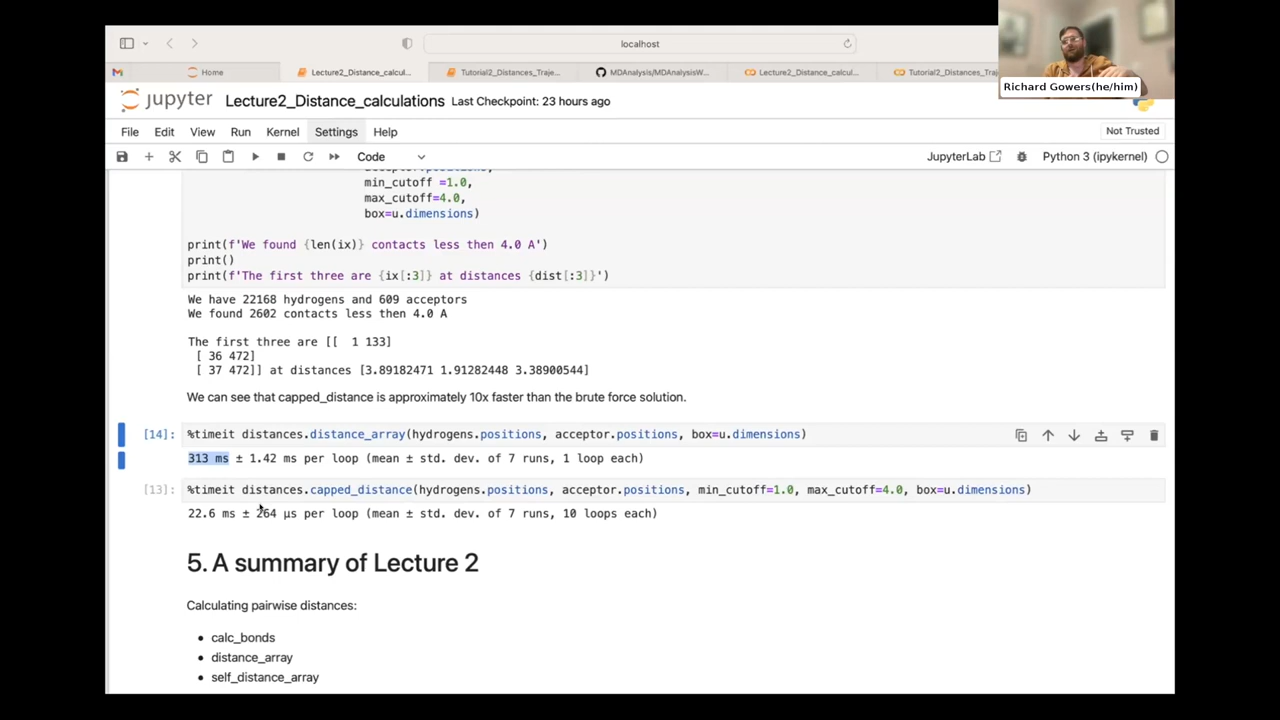 localhost
Home
Lecture2_Distance_calcul...
Tutorial2_Distances_Traje...
MDAnalysis/MDAnalysisW...
Lecture2_Distance_calcul...
Tutorial2_Distances_Traje
Richard Gowers(he/him)
jupyter Lecture2_Distance_calculations Last Checkpoint: 23 hours ago
File Edit View Run Kernel Settings Help
Not Trusted
Code
JupyterLab
Python 3 (ipykernel)
acceptor.positions,
min_cutoff =1.0,
max_cutoff=4.0,
box=u.dimensions)
print(f'We found {len(ix)} contacts less then 4.0 A')
print()
print(f'The first three are {ix[:3]} at distances {dist[:3]}')
We have 22168 hydrogens and 609 acceptors
We found 2602 contacts less then 4.0 A
The first three are [[ 1 133]
[ 36 472]
[ 37 472]] at distances [3.89182471 1.91282448 3.38900544]
We can see that capped_distance is approximately 10x faster than the brute force solution.
[14]: %timeit distances.distance_array(hydrogens.positions, acceptor.positions, box=u.dimensions)
313 ms ± 1.42 ms per loop (mean ± std. dev. of 7 runs, 1 loop each)
[13]: %timeit distances.capped_distance(hydrogens.positions, acceptor.positions, min_cutoff=1.0, max_cutoff=4.0, box=u.dimensions)
22.6 ms ± 264 µs per loop (mean ± std. dev. of 7 runs, 10 loops each)
5. A summary of Lecture 2
Calculating pairwise distances:
• calc_bonds
• distance_array
• self_distance_array